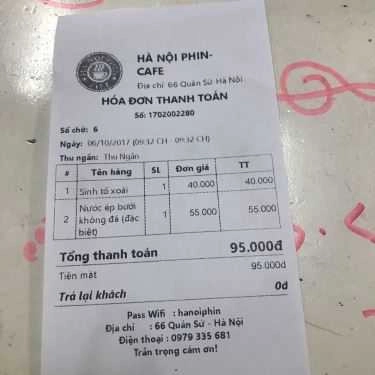 HÀ NỘI PHIN-
CAFE
Địa chỉ: 66 Quán Sứ- Hà Nội
HÓA ĐƠN THANH TOÁN
Số: 1702002280
Số chờ: 6
Ngày: 06/10/2017 (09:32 CH - 09:32 CH)
Thu ngân: Thu Ngân
# Tên hàng SL Đơn giá TT
1 Sinh tố xoài 1 40.000 40.000
2 Nước ép bưởi không đá (đặc biệt) 1 55.000 55.000
Tổng thanh toán 95.000đ
Tiền mặt 95.000đ
Trả lại khách 0đ
Pass Wifi : hanoiphin
Địa chỉ : 66 Quán Sứ - Hà Nội
Điện thoại : 0979 335 681
Trân trọng cám ơn!